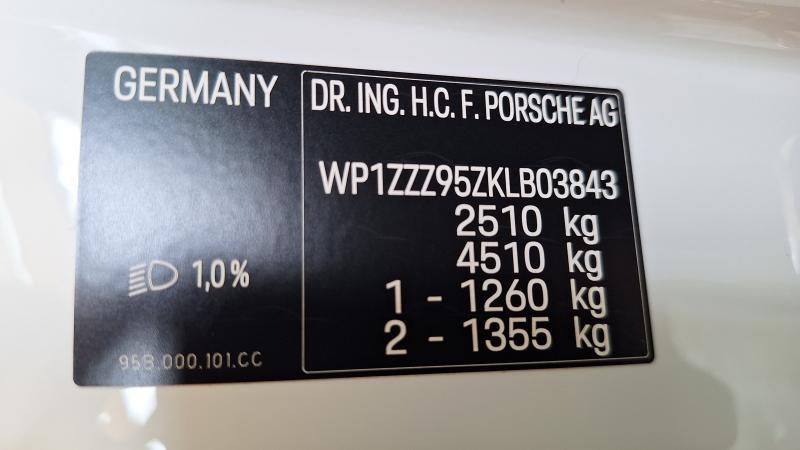 GERMANY
DR. ING. H.C. F. PORSCHE AG
WP1ZZZ95ZKLB03843
2510 kg
4510 kg
1 - 1260 kg
2 - 1355 kg
1,0%
95B.000.101.CC